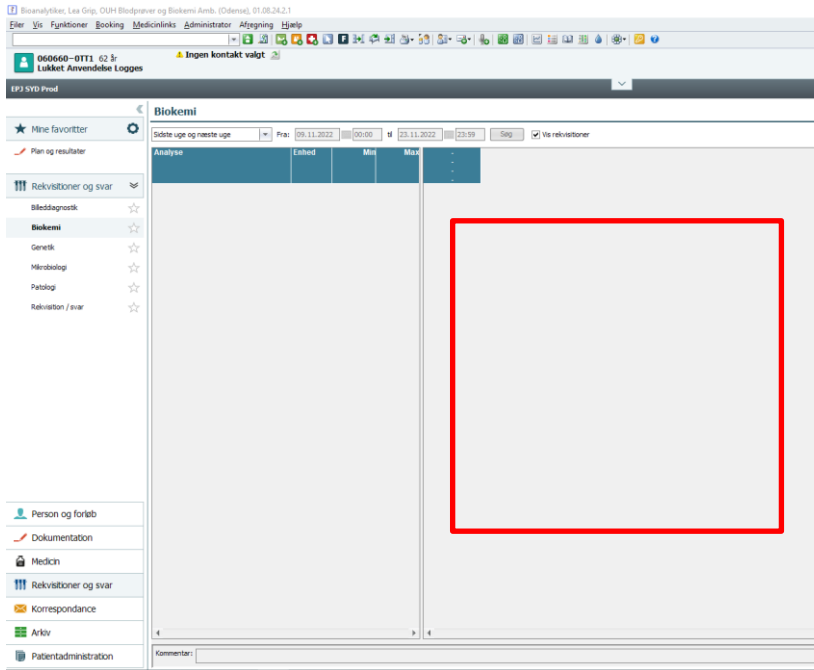 Bioanalytiker, Lea Grip, OUH Blodprøver og Biokemi Amb. (Odense), 01.08.24.2.1
Filer Vis Funktioner Booking Medicinlinks Administrator Afregning Hjælp
060660-0TT1 62 år
Lukket Anvendelse Logges
Ingen kontakt valgt
EPJ SYD Prod
Biokemi
Mine favoritter
Plan og resultater
Rekvisitioner og svar
Billeddiagnostik
Biokemi
Genetik
Mikrobiologi
Patologi
Rekvisition / svar
Sidste uge og næste uge Fra: 09.11.2022 00:00 til 23.11.2022 23:59 Søg Vis rekvisitioner
Analyse Enhed Min Max
Person og forløb
Dokumentation
Medicin
Rekvisitioner og svar
Korrespondance
Arkiv
Patientadministration
Kommentar: